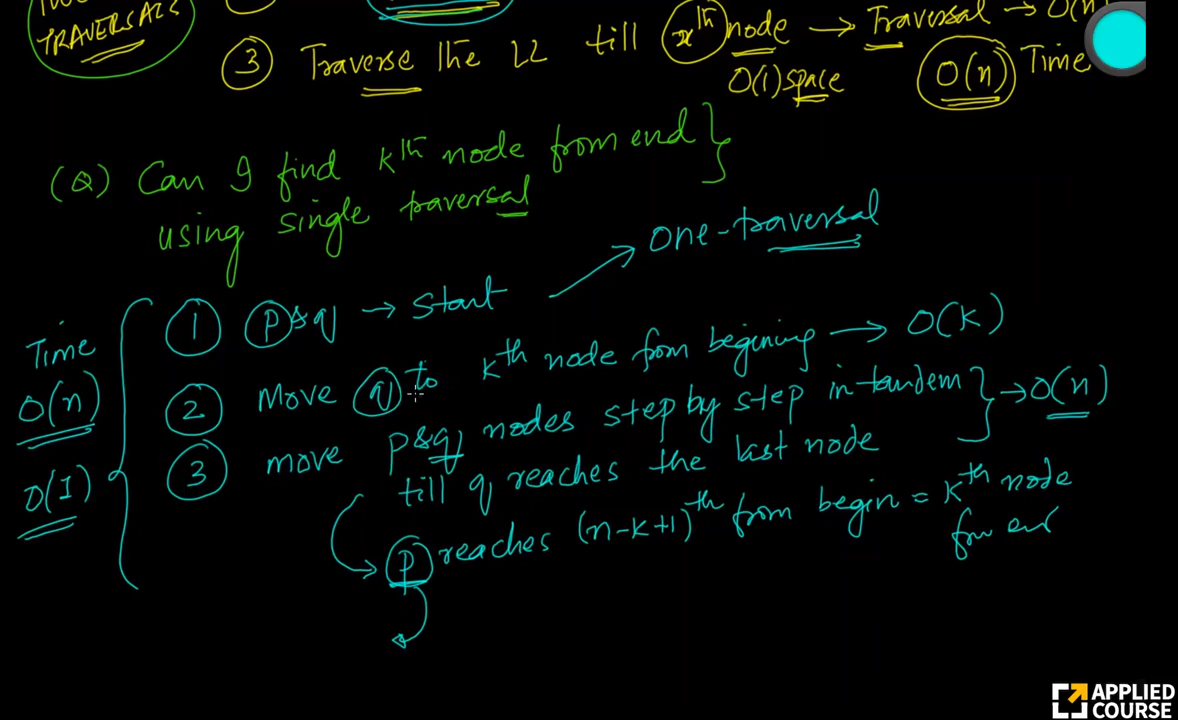 TRAVERSALS
③ Traverse the LL till xth node → Traversal → O(n)
O(1) space O(n) Time
(Q) Can I find kth node from end }
using single traversal
One-traversal
① p&q → start
② Move q to kth node from begining → O(k)
③ move p&q nodes step by step in tandem } → O(n)
till q reaches the last node
p reaches (n-k+1)th from begin = kth node
Time
O(n)
O(1)
APPLIED
COURSE